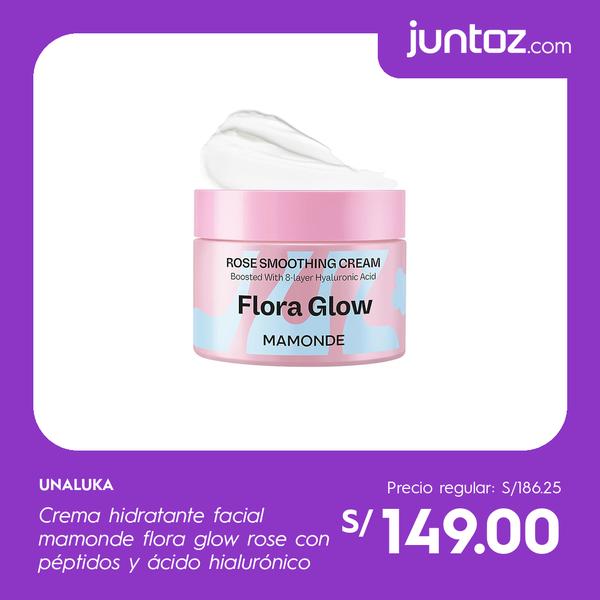 juntoz.com
ROSE SMOOTHING CREAM
Boosted With 8-layer Hyaluronic Acid
Flora Glow
MAMONDE
UNALUKA
Crema hidratante facial
mamonde flora glow rose con
péptidos y ácido hialurónico
Precio regular: S/186.25
S/149.00